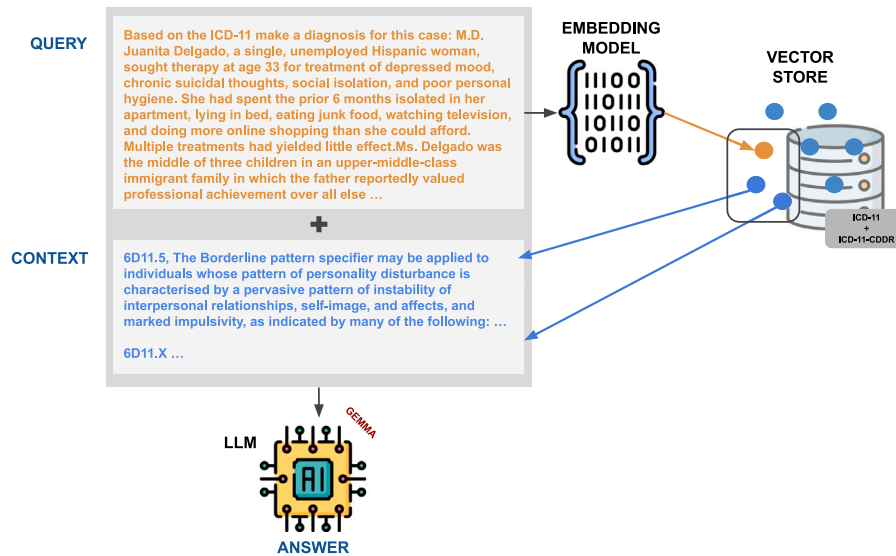 QUERY
Based on the ICD-11 make a diagnosis for this case: M.D.
Juanita Delgado, a single, unemployed Hispanic woman,
sought therapy at age 33 for treatment of depressed mood,
chronic suicidal thoughts, social isolation, and poor personal
hygiene. She had spent the prior 6 months isolated in her
apartment, lying in bed, eating junk food, watching television,
and doing more online shopping than she could afford.
Multiple treatments had yielded little effect.Ms. Delgado was
the middle of three children in an upper-middle-class
immigrant family in which the father reportedly valued
professional achievement over all else ...
+
CONTEXT
6D11.5, The Borderline pattern specifier may be applied to
individuals whose pattern of personality disturbance is
characterised by a pervasive pattern of instability of
interpersonal relationships, self-image, and affects, and
marked impulsivity, as indicated by many of the following: ...
6D11.X ...
EMBEDDING
MODEL
11100
11011
10110
01011
VECTOR
STORE
ICD-11
+
ICD-11-CDDR
LLM
GEMMA
AI
ANSWER